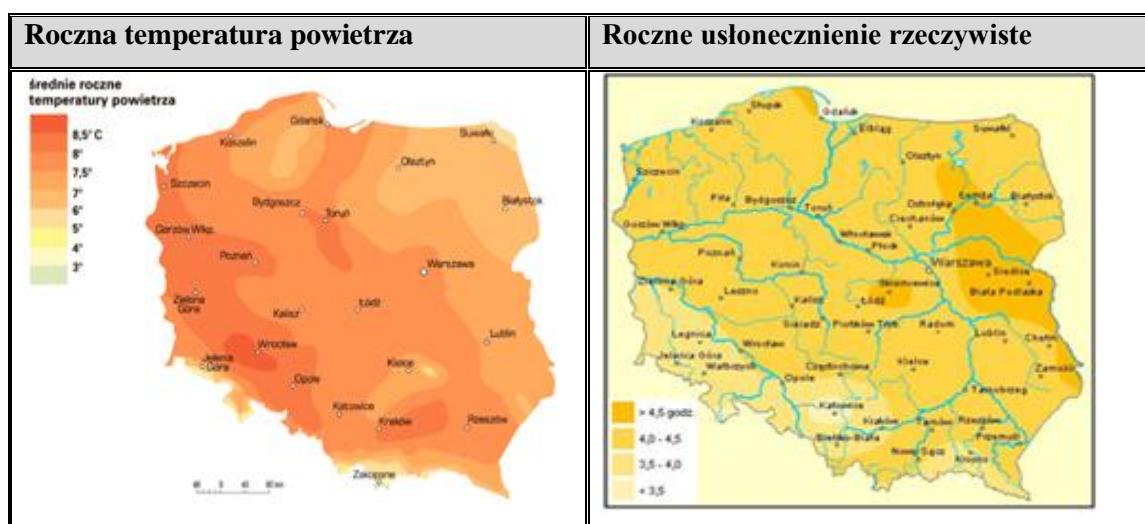 Roczna temperatura powietrza
Roczne usłonecznienie rzeczywiste
średnie roczne
temperatury powietrza
8,5° C
8°
7,5°
7°
6°
5°
4°
3°
Gdańsk
Koszalin
Suwałki
Olsztyn
Szczecin
Bydgoszcz
Toruń
Białystok
Gorzów Wlkp.
Poznań
Warszawa
Zielona
Góra
Kalisz
Łódź
Lublin
Wrocław
Jelenia
Góra
Kielce
Opole
Katowice
Kraków
Rzeszów
Zakopane
Słupsk
Gdańsk
Koszalin
Elbląg
Suwałki
Olsztyn
Szczecin
Piła
Bydgoszcz
Toruń
Ostrołęka
Łomża
Białystok
Ciechanów
Gorzów Wlkp.
Włocławek
Płock
Poznań
Konin
Warszawa
Siedlce
Biała Podlaska
Zielona Góra
Leszno
Kalisz
Łódź
Skierniewice
Sieradz
Piotrków Tryb.
Radom
Lublin
Chełm
Legnica
Wrocław
Jelenia Góra
Wałbrzych
Opole
Częstochowa
Kielce
Zamość
Tarnobrzeg
Katowice
Kraków
Tarnów
Rzeszów
Bielsko-Biała
Nowy Sącz
Krosno
Przemyśl
> 4,5 godz.
4,0 - 4,5
3,5 - 4,0
< 3,5